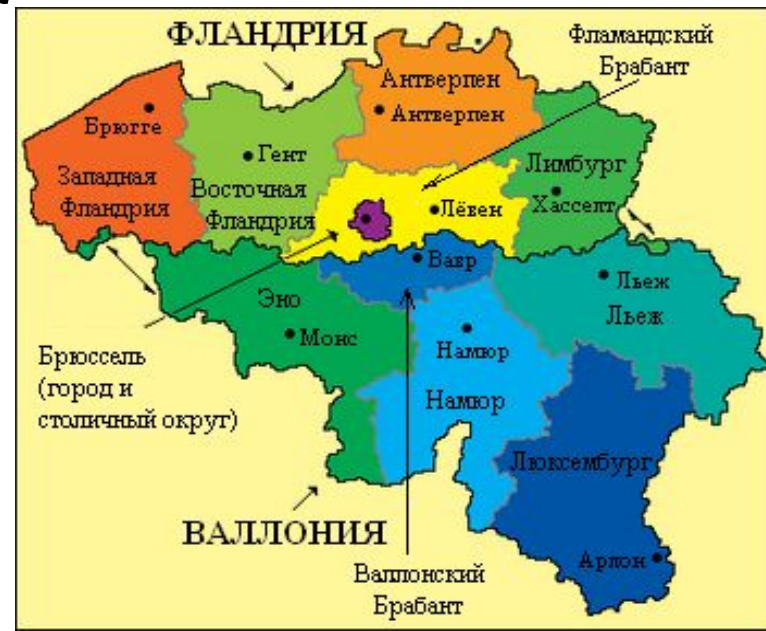 ФЛАНДРИЯ
Фламандский
Брабант
Антверпен
Антверпен
Брюгге
Гент
Лимбург
Западная
Фландрия
Восточная
Фландрия
Лёвен
Хасселт
Вавр
Льеж
Льеж
Эно
Монс
Намюр
Намюр
Брюссель
(город и
столичный округ)
Люксембург
ВАЛЛОНИЯ
Арлон
Валлонский
Брабант